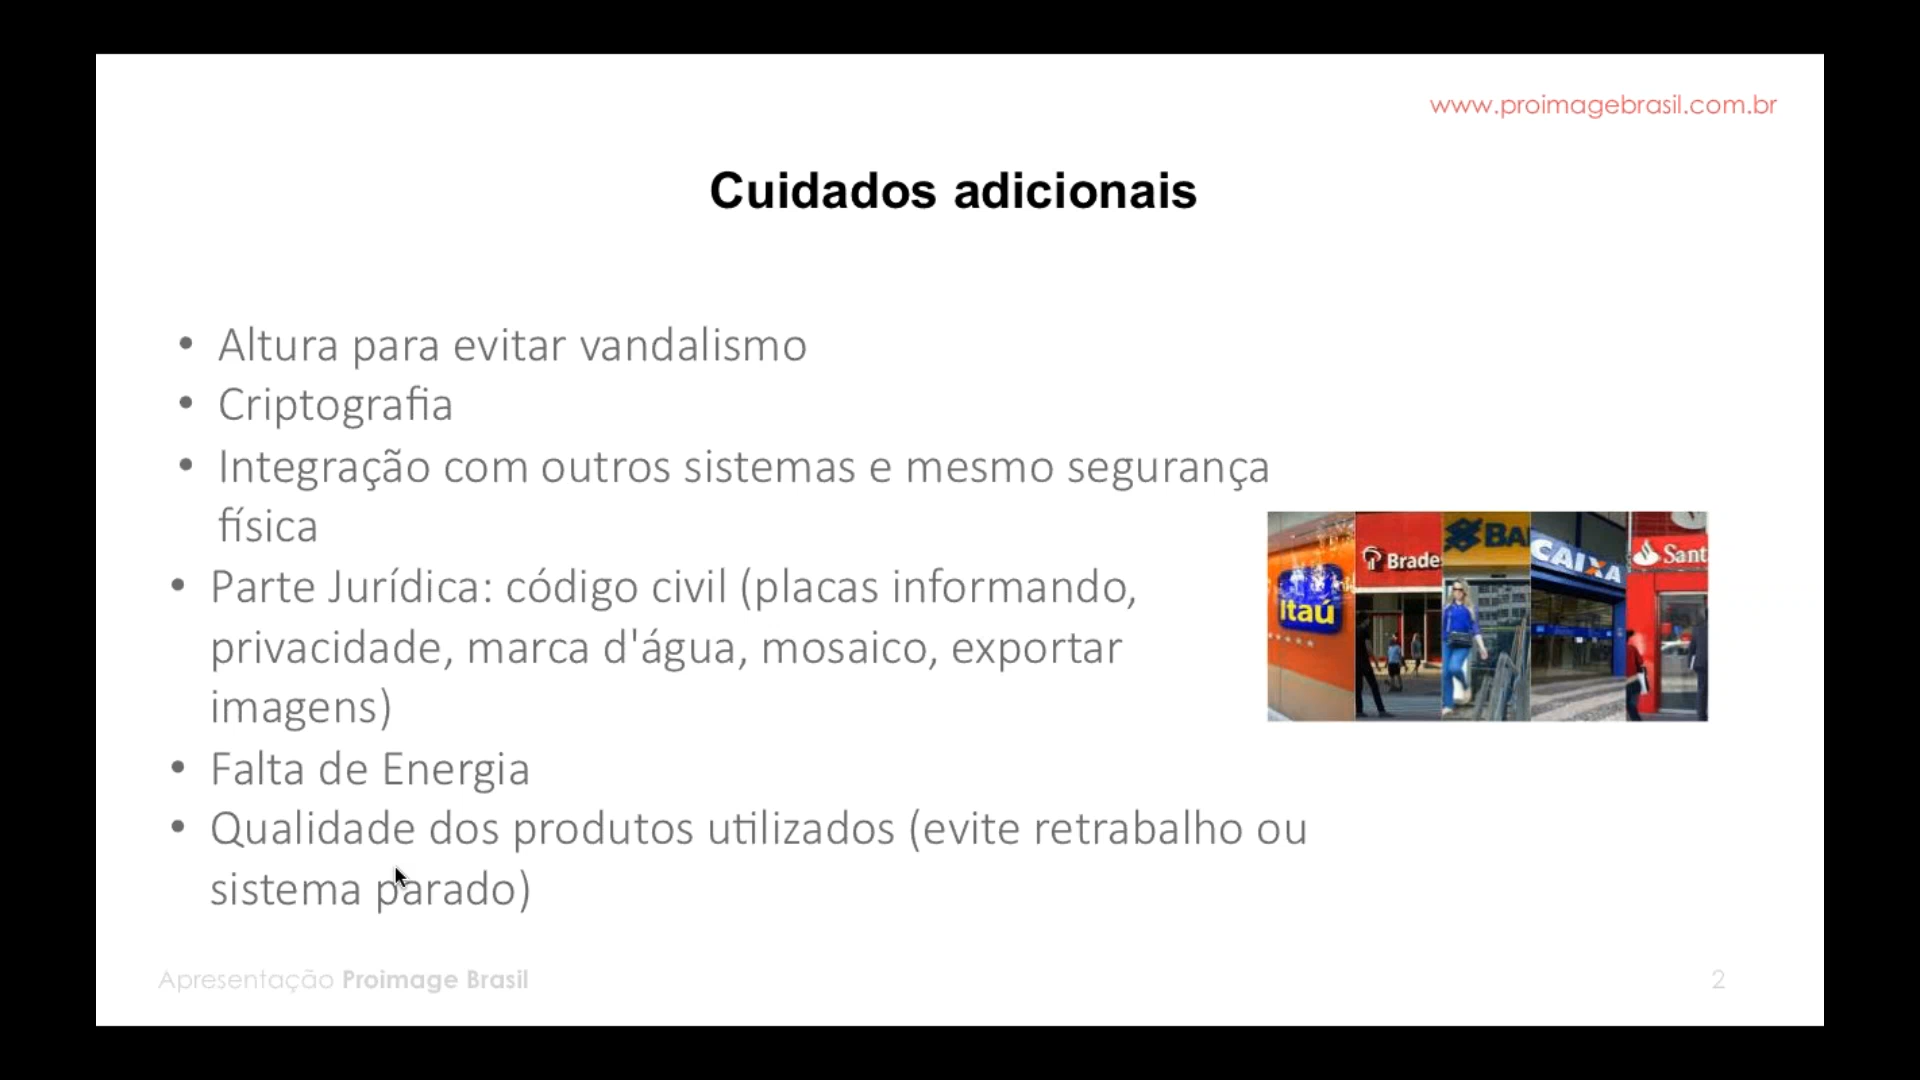 www.proimagebrasil.com.br
Cuidados adicionais
• Altura para evitar vandalismo
• Criptografia
• Integração com outros sistemas e mesmo segurança
física
• Parte Jurídica: código civil (placas informando,
privacidade, marca d'água, mosaico, exportar
imagens)
• Falta de Energia
• Qualidade dos produtos utilizados (evite retrabalho ou
sistema parado)
Itaú
Brade
BA
CAIXA
Sant
Apresentação Proimage Brasil
2